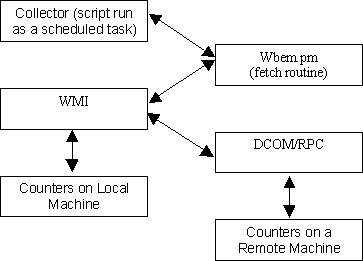 Collector (script run
as a scheduled task)
Wbem pm
(fetch routine)
WMI
DCOM/RPC
Counters on Local
Machine
Counters on a
Remote Machine